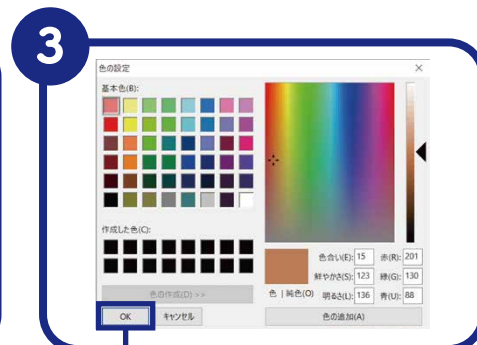 3
色の設定
基本色(B):
作成した色(C):
色の作成(D) >>
OK キャンセル
色 | 純色(O)
色合い(E): 15 赤(R): 201
鮮やかさ(S): 123 緑(G): 130
明るさ(L): 136 青(U): 88
色の追加(A)